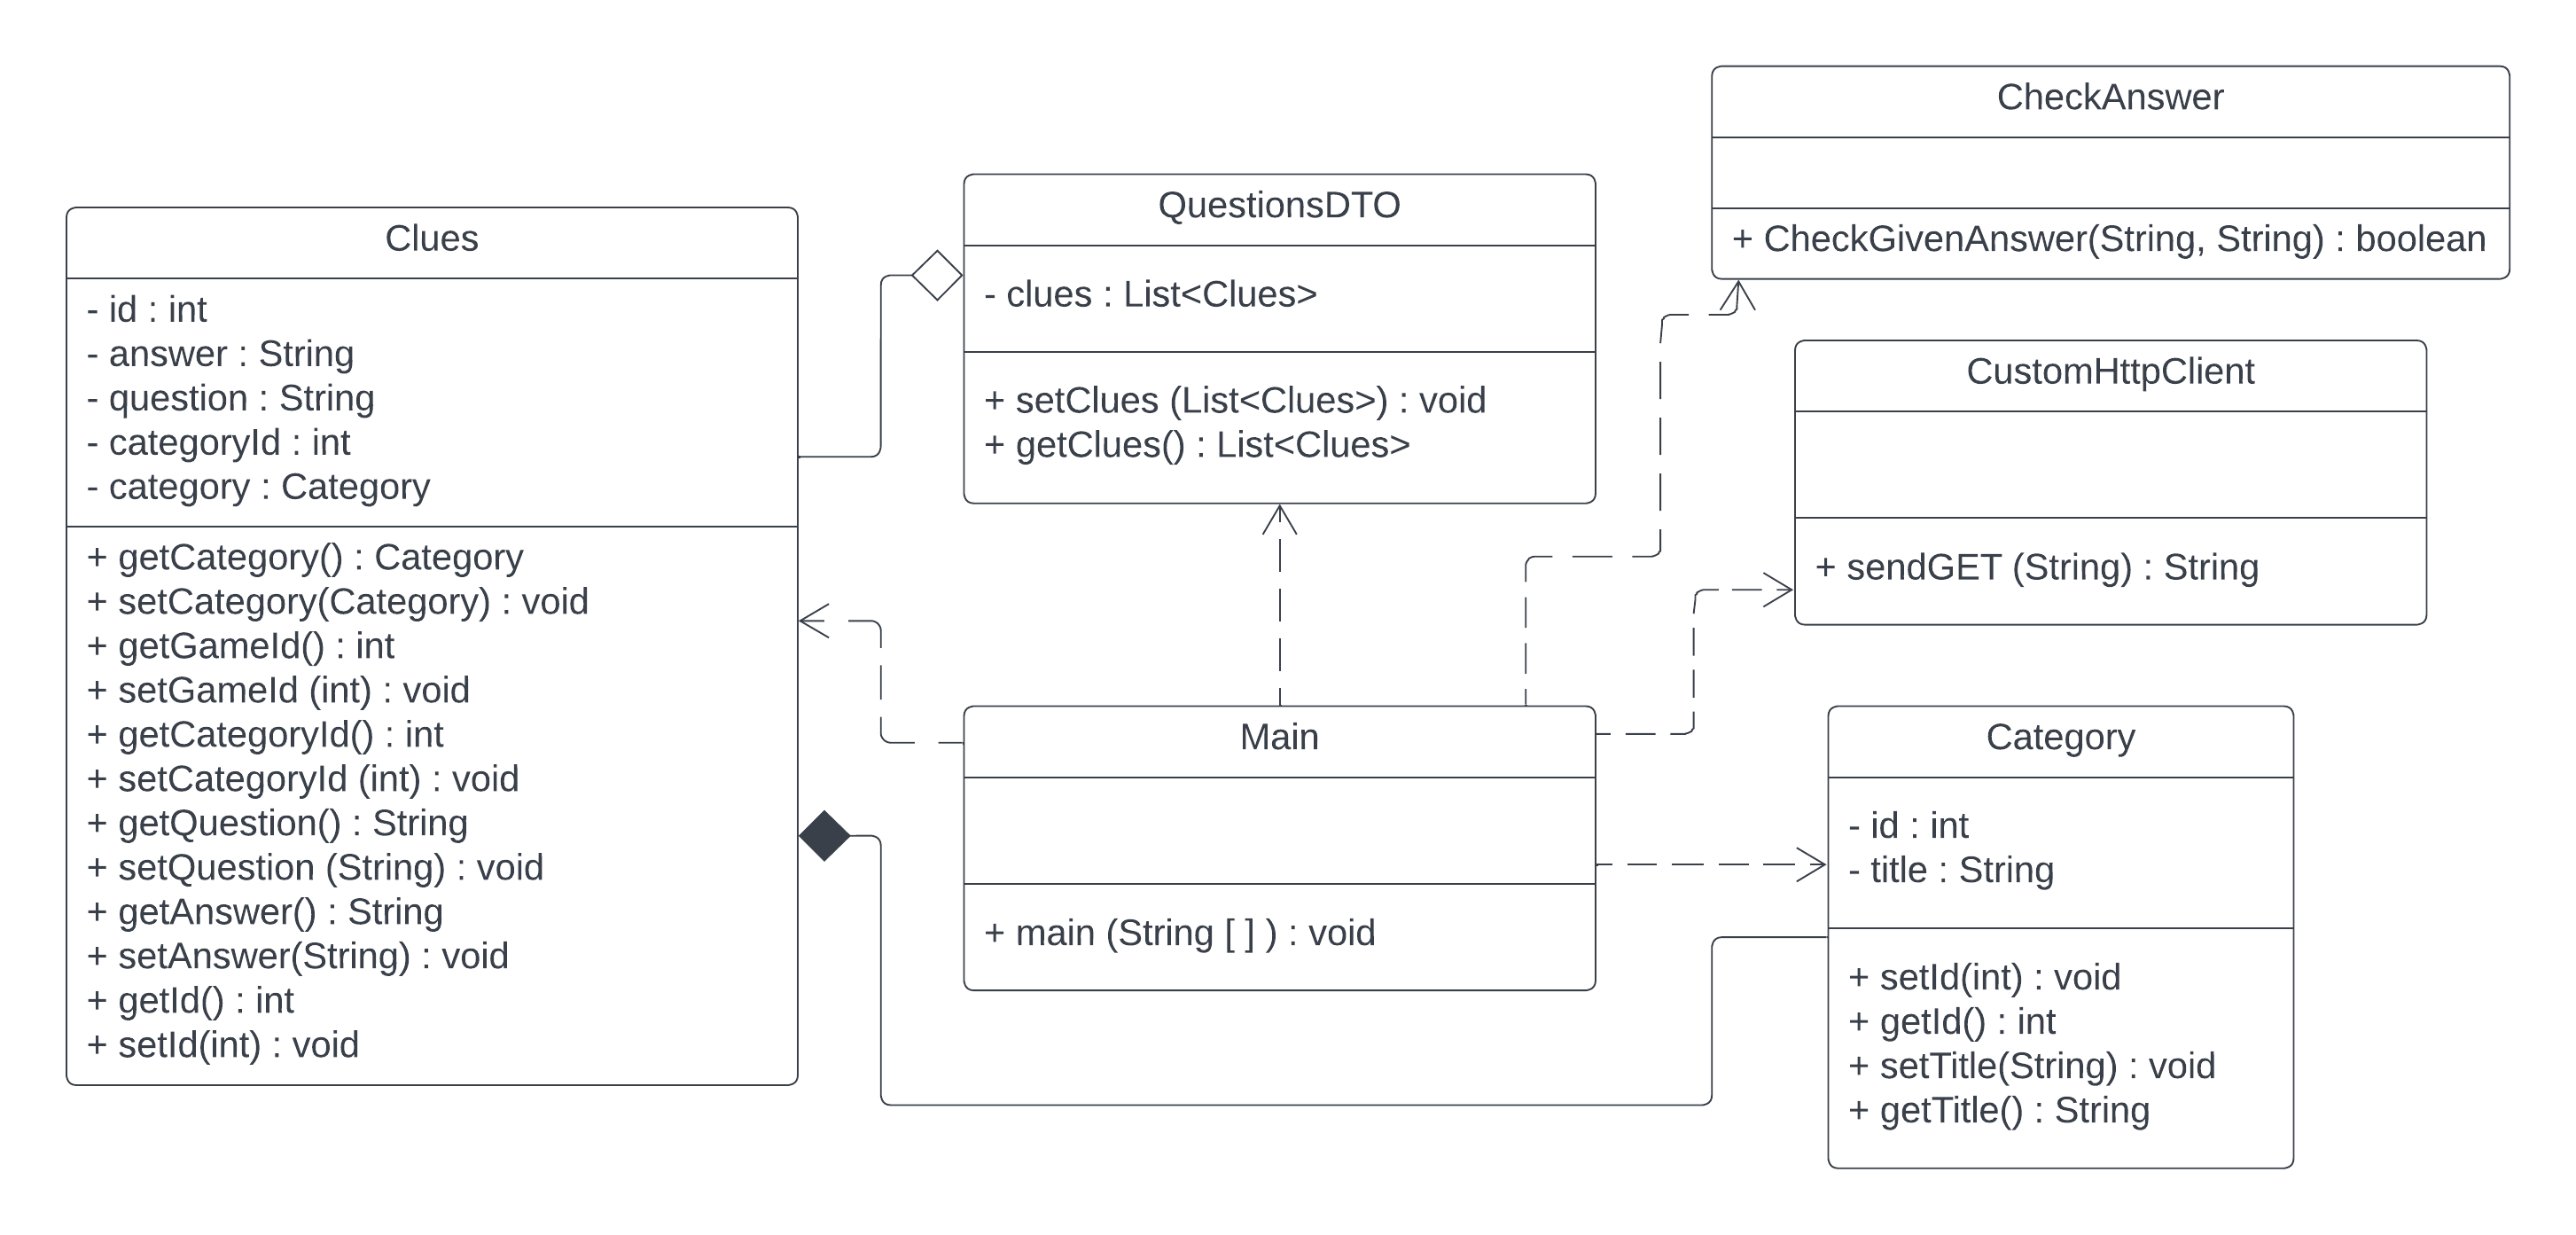 Clues
- id : int
- answer : String
- question : String
- categoryId : int
- category : Category
+ getCategory() : Category
+ setCategory(Category) : void
+ getGameId() : int
+ setGameId (int) : void
+ getCategoryId() : int
+ setCategoryId (int) : void
+ getQuestion() : String
+ setQuestion (String) : void
+ getAnswer() : String
+ setAnswer(String) : void
+ getId() : int
+ setId(int) : void
QuestionsDTO
- clues : List<Clues>
+ setClues (List<Clues>) : void
+ getClues() : List<Clues>
Main
+ main (String [ ] ) : void
CheckAnswer
+ CheckGivenAnswer(String, String) : boolean
CustomHttpClient
+ sendGET (String) : String
Category
- id : int
- title : String
+ setId(int) : void
+ getId() : int
+ setTitle(String) : void
+ getTitle() : String